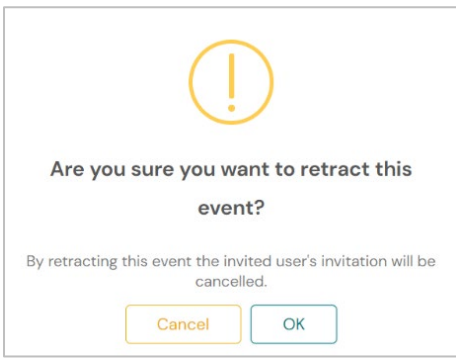 Are you sure you want to retract this
event?
By retracting this event the invited user's invitation will be
cancelled.
Cancel
OK